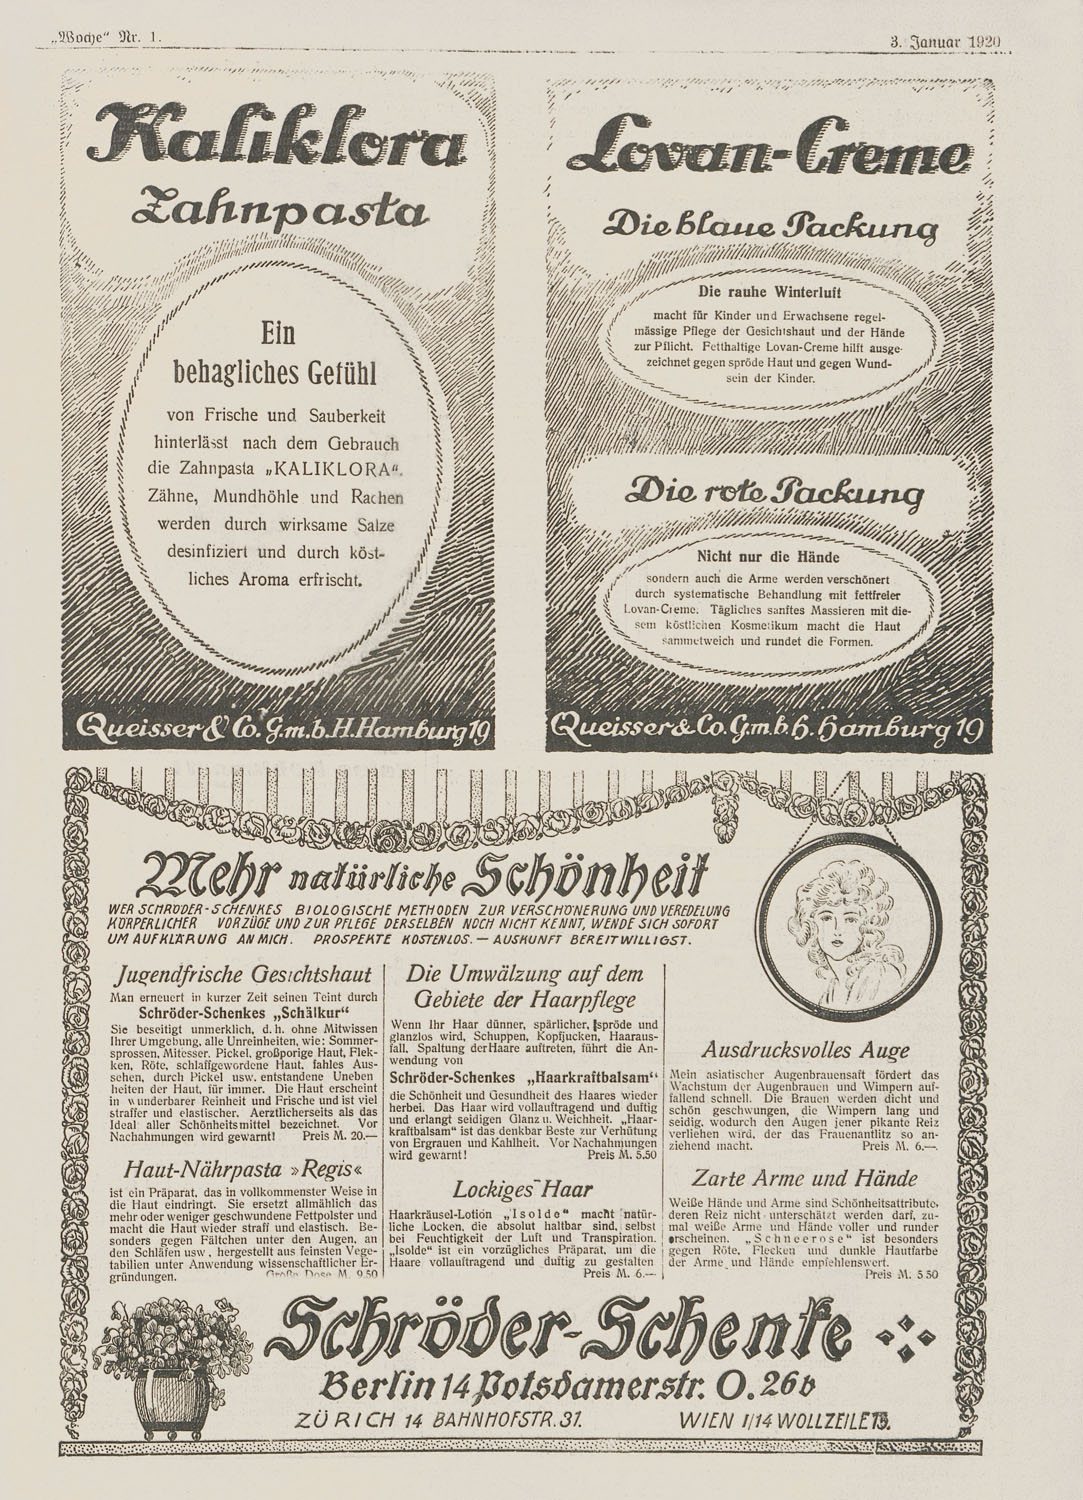 „Woche“ Nr. 1.
3. Januar 1920
Kaliklora
Zahnpasta
Ein
behagliches Gefühl
von Frische und Sauberkeit
hinterlässt nach dem Gebrauch
die Zahnpasta „KALIKLORA“.
Zähne, Mundhöhle und Rachen
werden durch wirksame Salze
desinfiziert und durch köst-
liches Aroma erfrischt.
Queisser & Co. G.m.b.H. Hamburg 19
Lovan-Creme
Die blaue Packung
Die rauhe Winterluft
macht für Kinder und Erwachsene regel-
mässige Pflege der Gesichtshaut und der Hände
zur Pflicht. Fetthaltige Lovan-Creme hilft ausge-
zeichnet gegen spröde Haut und gegen Wund-
sein der Kinder.
Die rote Packung
Nicht nur die Hände
sondern auch die Arme werden verschönert
durch systematische Behandlung mit fettfreier
Lovan-Creme. Tägliches sanftes Massieren mit die-
sem köstlichen Kosmetikum macht die Haut
sammetweich und rundet die Formen.
Queisser & Co. G.m.b.H. Hamburg 19
Mehr natürliche Schönheit
WER SCHRÖDER-SCHENKES BIOLOGISCHE METHODEN ZUR VERSCHÖNERUNG UND VEREDELUNG
KÖRPERLICHER VORZÜGE UND ZUR PFLEGE DERSELBEN NOCH NICHT KENNT, WENDE SICH SOFORT
UM AUFKLÄRUNG AN MICH. PROSPEKTE KOSTENLOS. — AUSKUNFT BEREITWILLIGST.
Jugendfrische Gesichtshaut
Man erneuert in kurzer Zeit seinen Teint durch
Schröder-Schenkes „Schälkur“
Sie beseitigt unmerklich, d. h. ohne Mitwissen
Ihrer Umgebung, alle Unreinheiten, wie: Sommer-
sprossen, Mitesser, Pickel, großporige Haut, Flek-
ken, Röte, schlaffgewordene Haut, fahles Aus-
sehen, durch Pickel usw. entstandene Uneben
heiten der Haut, für immer. Die Haut erscheint
in wunderbarer Reinheit und Frische und ist viel
straffer und elastischer. Aerztlicherseits als das
Ideal aller Schönheitsmittel bezeichnet. Vor
Nachahmungen wird gewarnt! Preis M. 20.—
Haut-Nährpasta »Regis«
ist ein Präparat, das in vollkommenster Weise in
die Haut eindringt. Sie ersetzt allmählich das
mehr oder weniger geschwundene Fettpolster und
macht die Haut wieder straff und elastisch. Be-
sonders gegen Fältchen unter den Augen, an
den Schläfen usw., hergestellt aus feinsten Vege-
tabilien unter Anwendung wissenschaftlicher Er-
gründungen. Große Dose M. 9.50
Die Umwälzung auf dem
Gebiete der Haarpflege
Wenn Ihr Haar dünner, spärlicher, spröde und
glanzlos wird, Schuppen, Kopfjucken, Haaraus-
fall, Spaltung der Haare auftreten, führt die An-
wendung von
Schröder-Schenkes „Haarkraftbalsam“
die Schönheit und Gesundheit des Haares wieder
herbei. Das Haar wird vollauftragend und duftig
und erlangt seidigen Glanz u. Weichheit. „Haar-
kraftbalsam“ ist das denkbar Beste zur Verhütung
von Ergrauen und Kahlheit. Vor Nachahmungen
wird gewarnt! Preis M. 5.50
Lockiges Haar
Haarkräusel-Lotion „Isolde“ macht natür-
liche Locken, die absolut haltbar sind, selbst
bei Feuchtigkeit der Luft und Transpiration.
„Isolde“ ist ein vorzügliches Präparat, um die
Haare vollauftragend und duftig zu gestalten
Preis M. 6.—
Ausdrucksvolles Auge
Mein asiatischer Augenbrauensaft fördert das
Wachstum der Augenbrauen und Wimpern auf-
fallend schnell. Die Brauen werden dicht und
schön geschwungen, die Wimpern lang und
seidig, wodurch den Augen jener pikante Reiz
verliehen wird, der das Frauenantlitz so an-
ziehend macht. Preis M. 6.—.
Zarte Arme und Hände
Weiße Hände und Arme sind Schönheitsattribute,
deren Reiz nicht unterschätzt werden darf, zu-
mal weiße Arme und Hände voller und runder
erscheinen. „Schneerose“ ist besonders
gegen Röte, Flecken und dunkle Hautfarbe
der Arme und Hände empfehlenswert.
Preis M. 5 50
Schröder-Schenke
Berlin 14 Potsdamerstr. O. 26b
ZÜRICH 14 BAHNHOFSTR. 31.
WIEN I/14 WOLLZEILE 15.